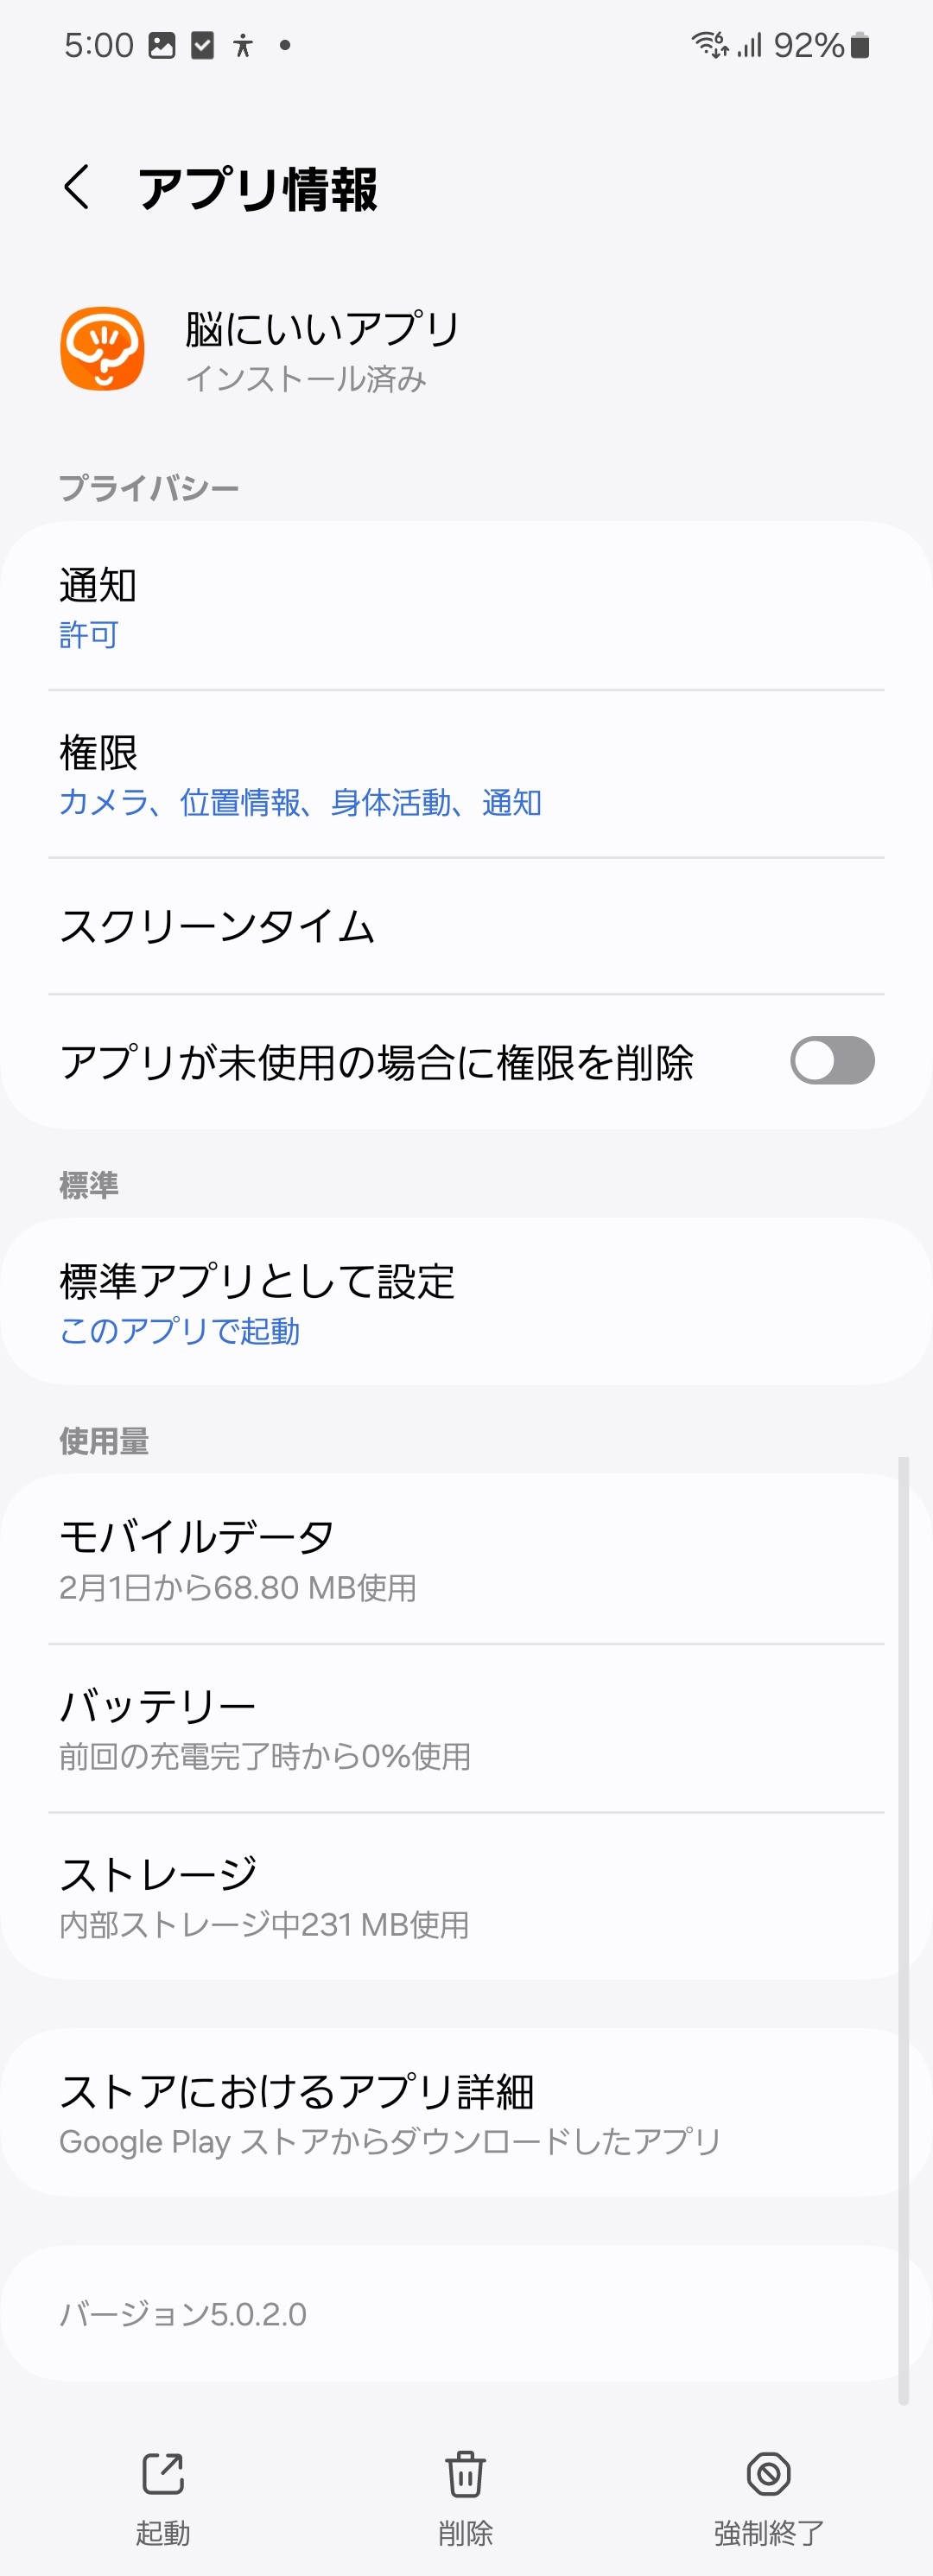 5:00
6
92%
アプリ情報
脳にいいアプリ
インストール済み
プライバシー
通知
許可
権限
カメラ、位置情報、身体活動、通知
スクリーンタイム
アプリが未使用の場合に権限を削除
標準
標準アプリとして設定
このアプリで起動
使用量
モバイルデータ
2月1日から68.80 MB使用
バッテリー
前回の充電完了時から0%使用
ストレージ
内部ストレージ中231 MB使用
ストアにおけるアプリ詳細
Google Play ストアからダウンロードしたアプリ
バージョン5.0.2.0
起動
削除
強制終了